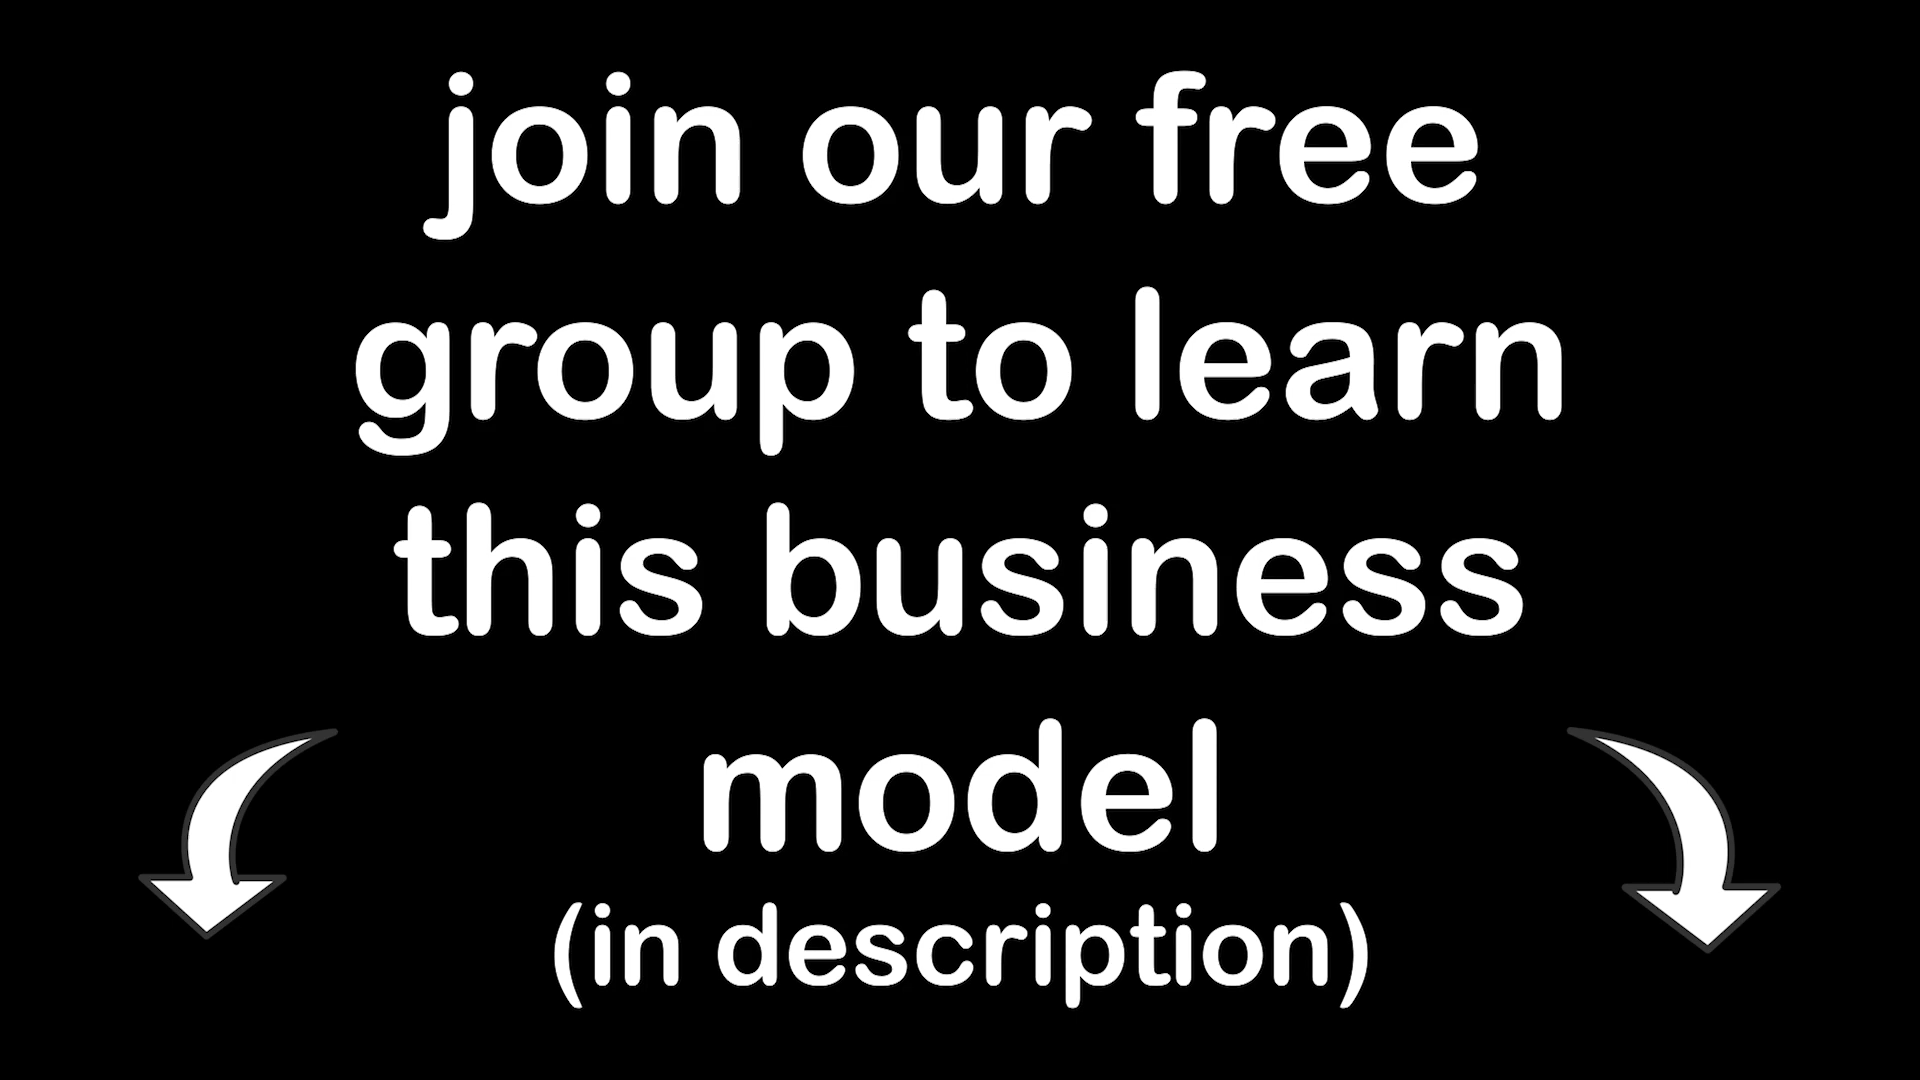 join our free
group to learn
this business
model
(in description)